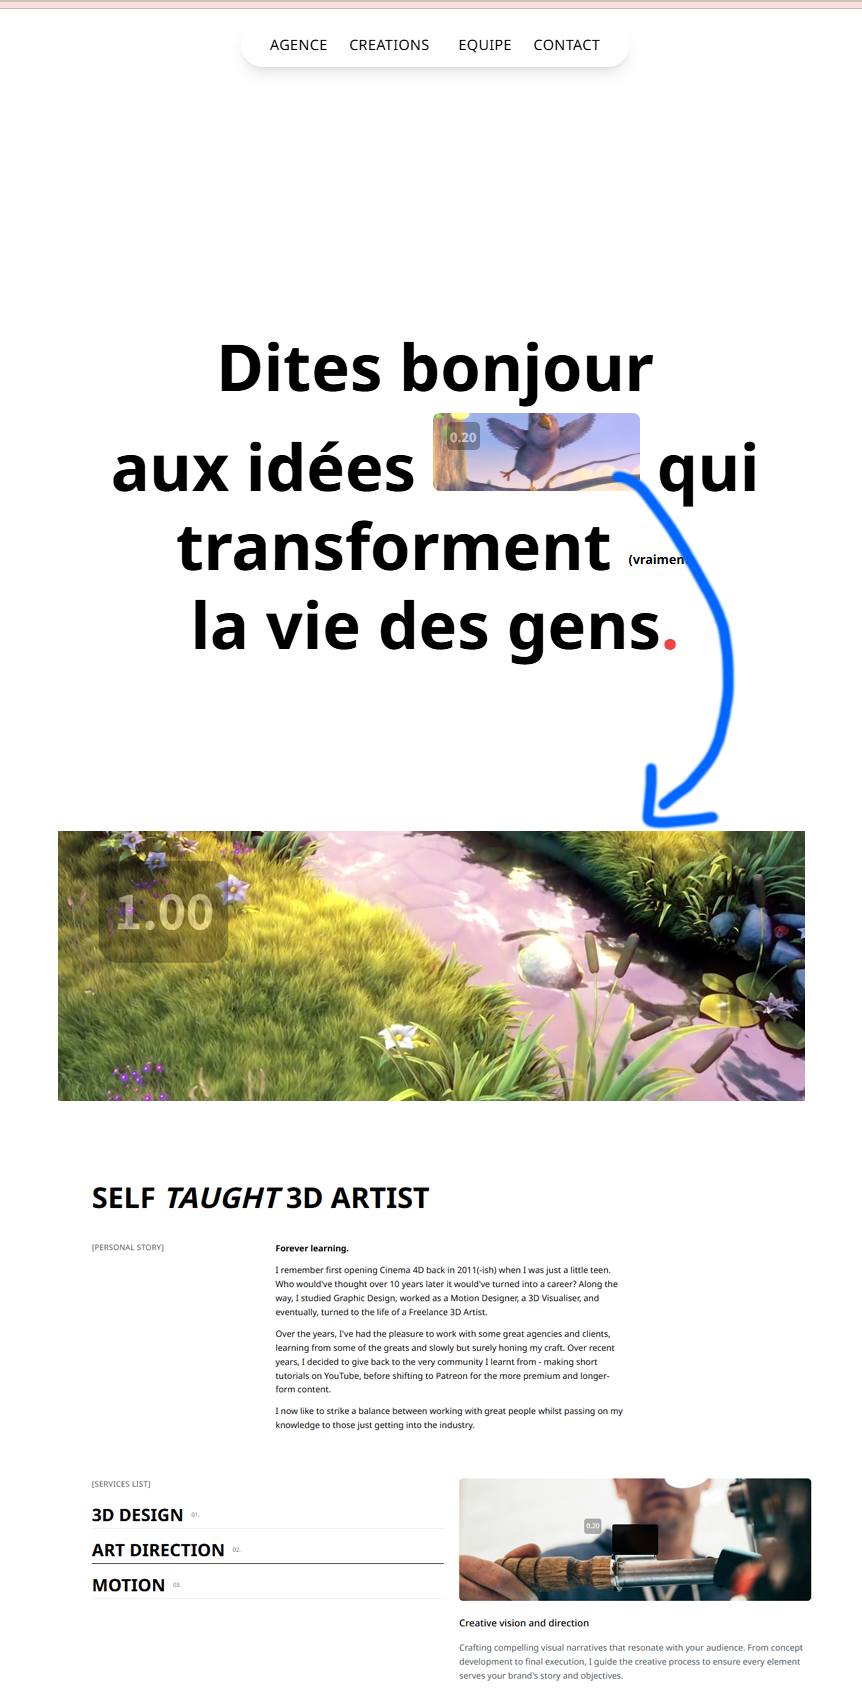 AGENCE CREATIONS EQUIPE CONTACT
Dites bonjour
0.20
aux idées qui
transforment (vraiment
la vie des gens.
1.00
SELF TAUGHT 3D ARTIST
[PERSONAL STORY]
Forever learning.
I remember first opening Cinema 4D back in 2011(-ish) when I was just a little teen.
Who would've thought over 10 years later it would've turned into a career? Along the
way, I studied Graphic Design, worked as a Motion Designer, a 3D Visualiser, and
eventually, turned to the life of a Freelance 3D Artist.
Over the years, I've had the pleasure to work with some great agencies and clients,
learning from some of the greats and slowly but surely honing my craft. Over recent
years, I decided to give back to the very community I learnt from - making short
tutorials on YouTube, before shifting to Patreon for the more premium and longer-
form content.
I now like to strike a balance between working with great people whilst passing on my
knowledge to those just getting into the industry.
[SERVICES LIST]
3D DESIGN 01.
ART DIRECTION 02.
MOTION 03.
0.20
Creative vision and direction
Crafting compelling visual narratives that resonate with your audience. From concept
development to final execution, I guide the creative process to ensure every element
serves your brand's story and objectives.